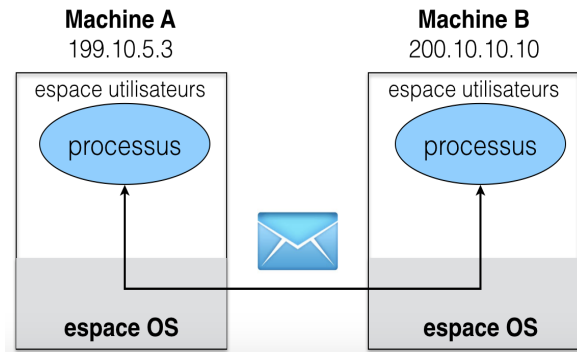 Machine A
199.10.5.3
espace utilisateurs
processus
espace OS
Machine B
200.10.10.10
espace utilisateurs
processus
espace OS